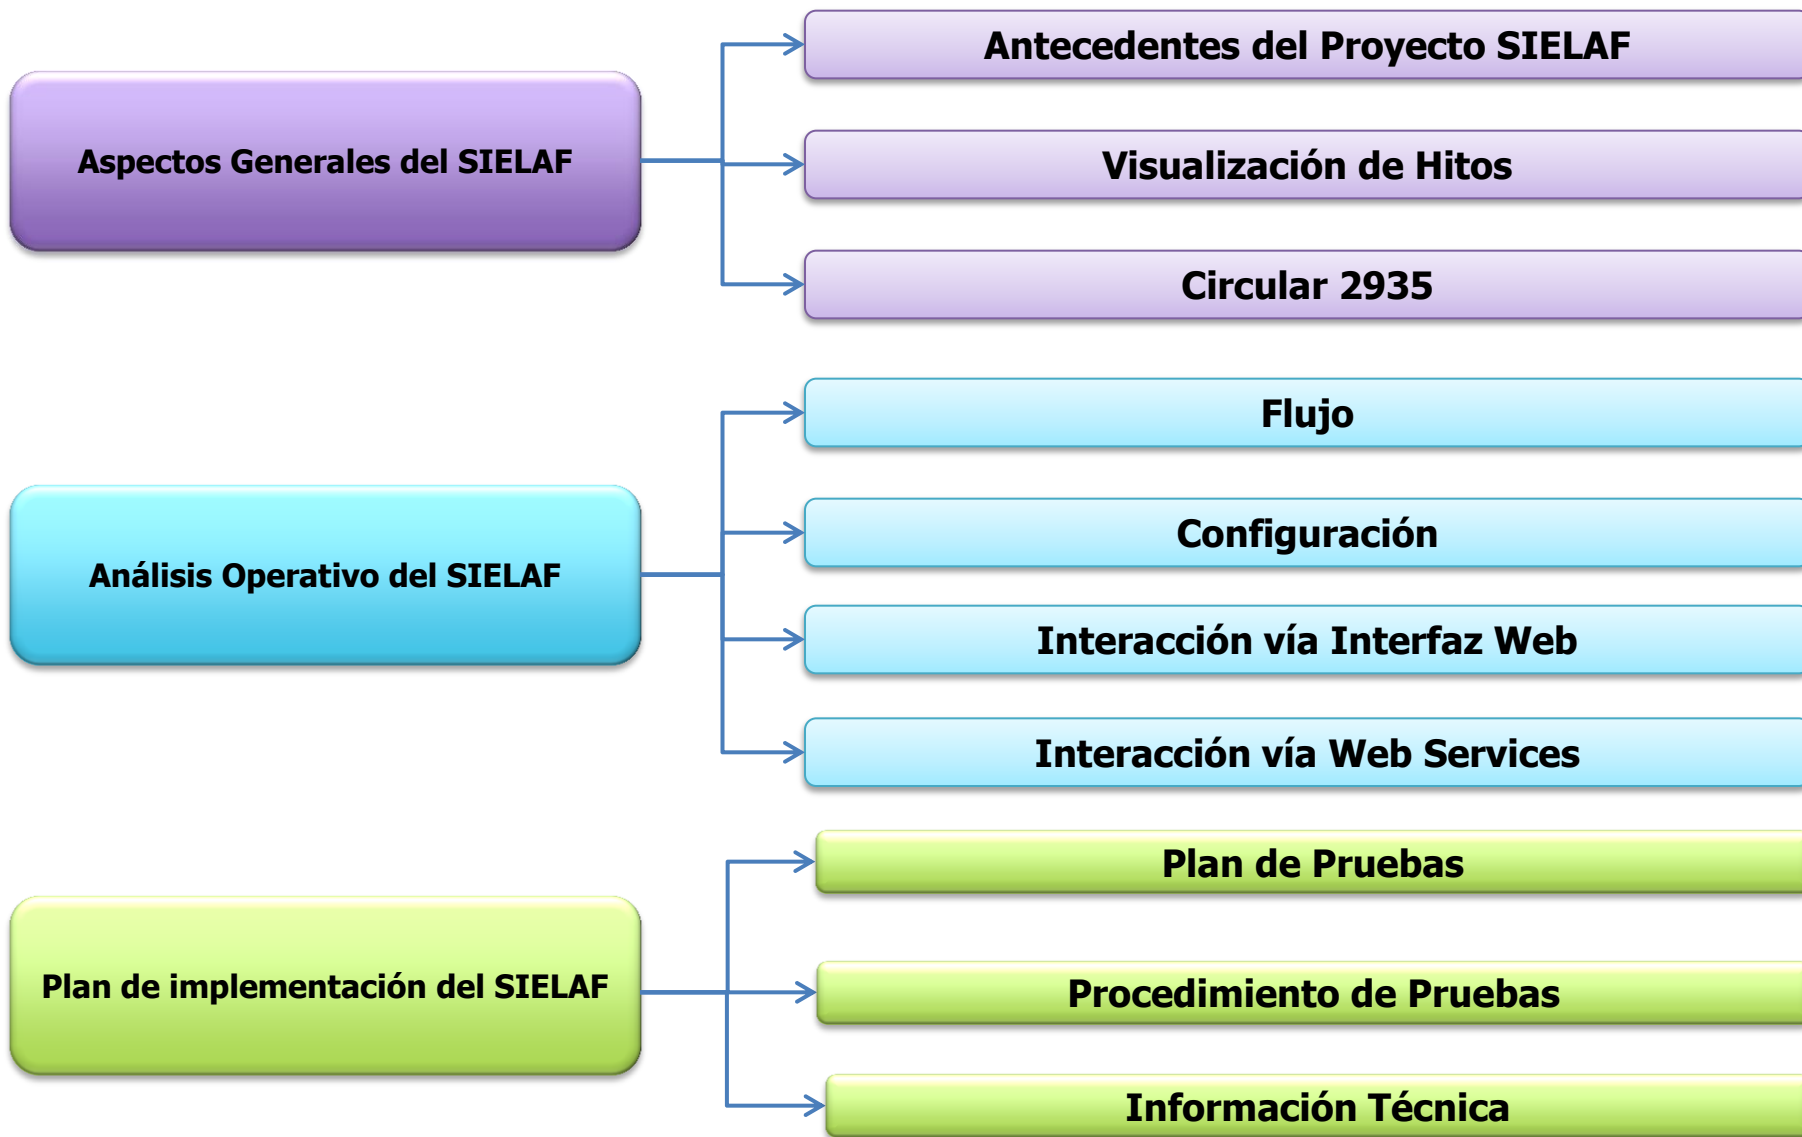 Aspectos Generales del SIELAF
Antecedentes del Proyecto SIELAF
Visualización de Hitos
Circular 2935
Análisis Operativo del SIELAF
Flujo
Configuración
Interacción vía Interfaz Web
Interacción vía Web Services
Plan de implementación del SIELAF
Plan de Pruebas
Procedimiento de Pruebas
Información Técnica